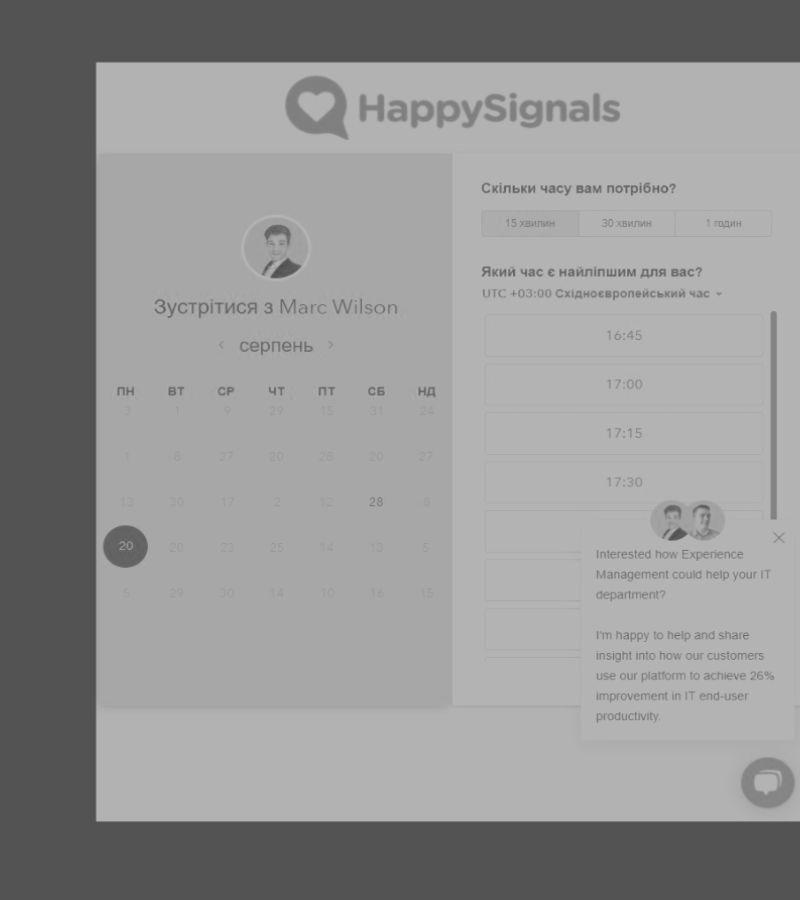 HappySignals
Зустрітися з Marc Wilson
серпень
ПН ВТ СР ЧТ ПТ СБ НД
3 1 9 29 15 31 24
1 6 27 20 26 20 27
13 30 17 2 12 28 6
20 20 23 25 14 13 5
5 29 30 14 10 16 15
Скільки часу вам потрібно?
15 хвилин 30 хвилин 1 годин
Який час є найліпшим для вас?
UTC +03:00 Східноєвропейський час
16:45
17:00
17:15
17:30
Interested how Experience
Management could help your IT
department?
I'm happy to help and share
insight into how our customers
use our platform to achieve 26%
improvement in IT end-user
productivity.